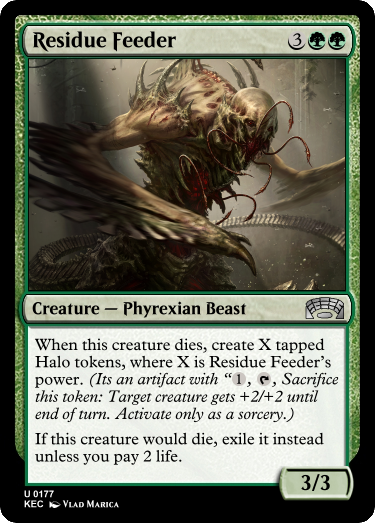 Residue Feeder 3
Creature — Phyrexian Beast
When this creature dies, create X tapped
Halo tokens, where X is Residue Feeder's
power. (Its an artifact with “1, , Sacrifice
this token: Target creature gets +2/+2 until
end of turn. Activate only as a sorcery.)
If this creature would die, exile it instead
unless you pay 2 life.
3/3
U 0177
KEC Vlad Marica